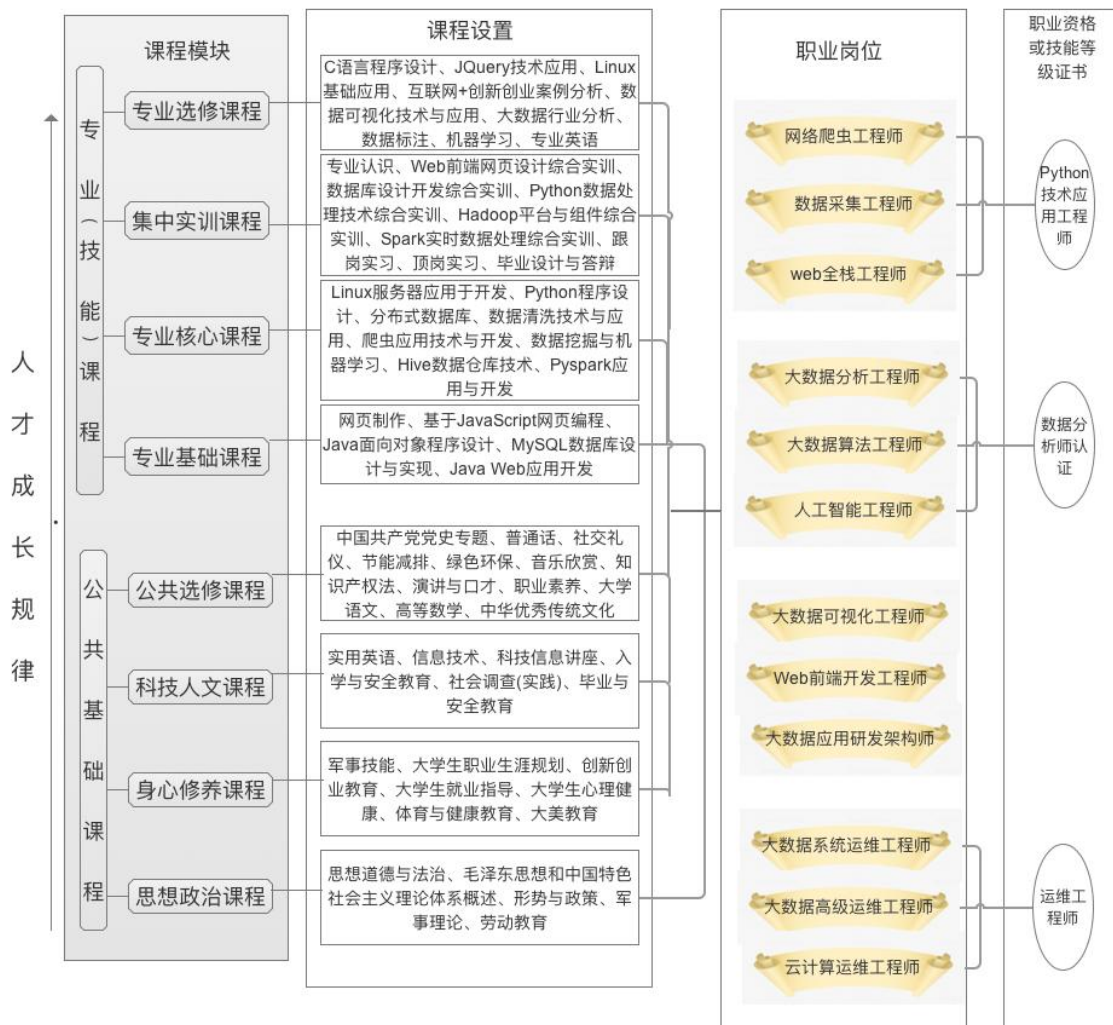 人才成长规律
课程模块
专业(技能)课程
专业选修课程
集中实训课程
专业核心课程
专业基础课程
公共基础课程
公共选修课程
科技人文课程
身心修养课程
思想政治课程
课程设置
C语言程序设计、JQuery技术应用、Linux
基础应用、互联网+创新创业案例分析、数
据可视化技术与应用、大数据行业分析、
数据标注、机器学习、专业英语
专业认识、Web前端网页设计综合实训、
数据库设计开发综合实训、Python数据处
理技术综合实训、Hadoop平台与组件综合
实训、Spark实时数据处理综合实训、跟
岗实习、顶岗实习、毕业设计与答辩
Linux服务器应用于开发、Python程序设
计、分布式数据库、数据清洗技术与应
用、爬虫应用技术与开发、数据挖掘与机
器学习、Hive数据仓库技术、Pyspark应
用与开发
网页制作、基于JavaScript网页编程、
Java面向对象程序设计、MySQL数据库设
计与实现、Java Web应用开发
中国共产党党史专题、普通话、社交礼
仪、节能减排、绿色环保、音乐欣赏、知
识产权法、演讲与口才、职业素养、大学
语文、高等数学、中华优秀传统文化
实用英语、信息技术、科技信息讲座、入
学与安全教育、社会调查(实践)、毕业与
安全教育
军事技能、大学生职业生涯规划、创新创
业教育、大学生就业指导、大学生心理健
康、体育与健康教育、大美教育
思想道德与法治、毛泽东思想和中国特色
社会主义理论体系概述、形势与政策、军
事理论、劳动教育
职业岗位
网络爬虫工程师
数据采集工程师
web全栈工程师
大数据分析工程师
大数据算法工程师
人工智能工程师
大数据可视化工程师
Web前端开发工程师
大数据应用研发架构师
大数据系统运维工程师
大数据高级运维工程师
云计算运维工程师
职业资格
或技能等
级证书
Python
技术应
用工程
师
数据分
析师认
证
运维工
程师